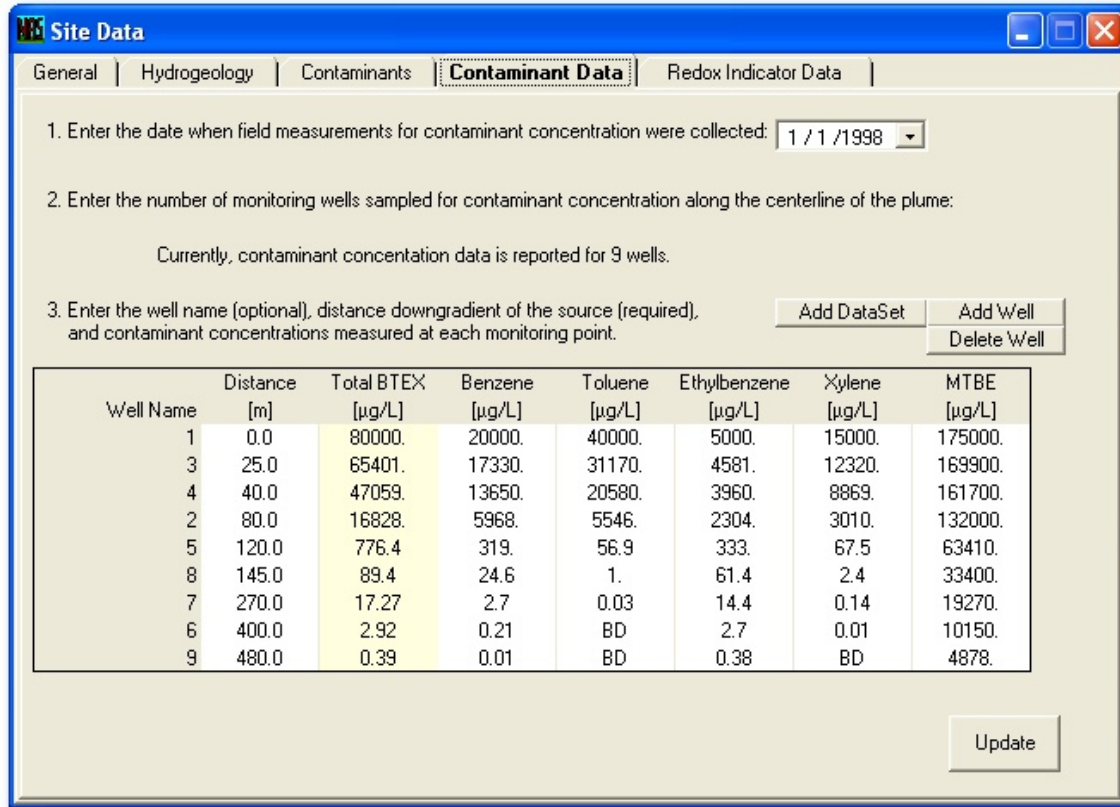 Site Data
General Hydrogeology Contaminants Contaminant Data Redox Indicator Data
1. Enter the date when field measurements for contaminant concentration were collected: 1 / 1 /1998
2. Enter the number of monitoring wells sampled for contaminant concentration along the centerline of the plume:
Currently, contaminant concentation data is reported for 9 wells.
3. Enter the well name (optional), distance downgradient of the source (required),
and contaminant concentrations measured at each monitoring point.
Add DataSet Add Well
Delete Well
Distance Total BTEX Benzene Toluene Ethylbenzene Xylene MTBE
Well Name [m] [µg/L] [µg/L] [µg/L] [µg/L] [µg/L] [µg/L]
1 0.0 80000. 20000. 40000. 5000. 15000. 175000.
3 25.0 65401. 17330. 31170. 4581. 12320. 169900.
4 40.0 47059. 13650. 20580. 3960. 8869. 161700.
2 80.0 16828. 5968. 5546. 2304. 3010. 132000.
5 120.0 776.4 319. 56.9 333. 67.5 63410.
8 145.0 89.4 24.6 1. 61.4 2.4 33400.
7 270.0 17.27 2.7 0.03 14.4 0.14 19270.
6 400.0 2.92 0.21 BD 2.7 0.01 10150.
9 480.0 0.39 0.01 BD 0.38 BD 4878.
Update